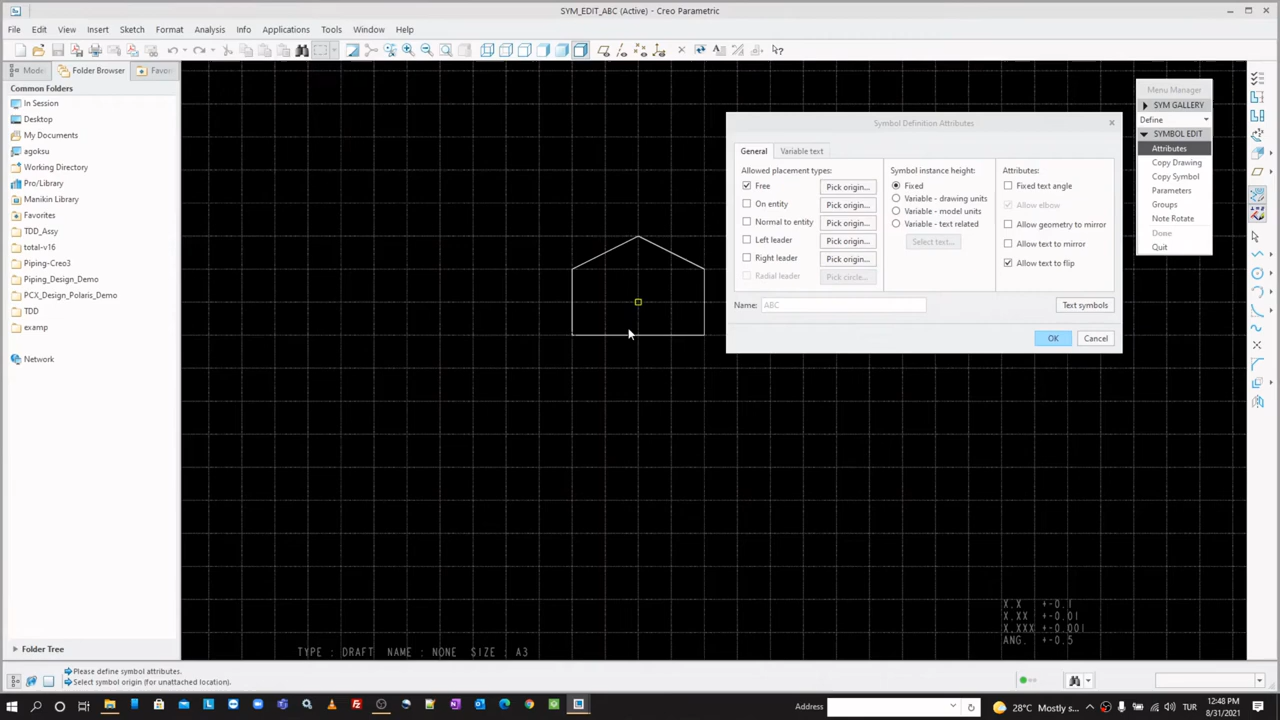 SYM_EDIT_ABC (Active) - Creo Parametric
File Edit View Insert Sketch Format Analysis Info Applications Tools Window Help
Mode Folder Browser Favor
Common Folders
In Session
Desktop
My Documents
agoksu
Working Directory
Pro/Library
Manikin Library
Favorites
TDD_Assy
total-v16
Piping-Creo3
Piping_Design_Demo
PCX_Design_Polaris_Demo
TDD
examp
Network
Folder Tree
Symbol Definition Attributes
General Variable text
Allowed placement types: Symbol instance height: Attributes:
Free Pick origin... Fixed Fixed text angle
On entity Pick origin... Variable - drawing units Allow elbow
Normal to entity Pick origin... Variable - model units Allow geometry to mirror
Left leader Pick origin... Variable - text related Allow text to mirror
Right leader Pick origin... Select text... Allow text to flip
Radial leader Pick circle...
Name: ABC Text symbols
OK Cancel
Menu Manager
SYM GALLERY
Define
SYMBOL EDIT
Attributes
Copy Drawing
Copy Symbol
Parameters
Groups
Note Rotate
Done
Quit
X.X +-0.1
X.XX +-0.01
X.XXX +-0.001
ANG. +-0.5
TYPE : DRAFT NAME : NONE SIZE : A3
Please define symbol attributes.
Select symbol origin (for unattached location).
Address 28°C Mostly s... TUR 12:48 PM
8/31/2021